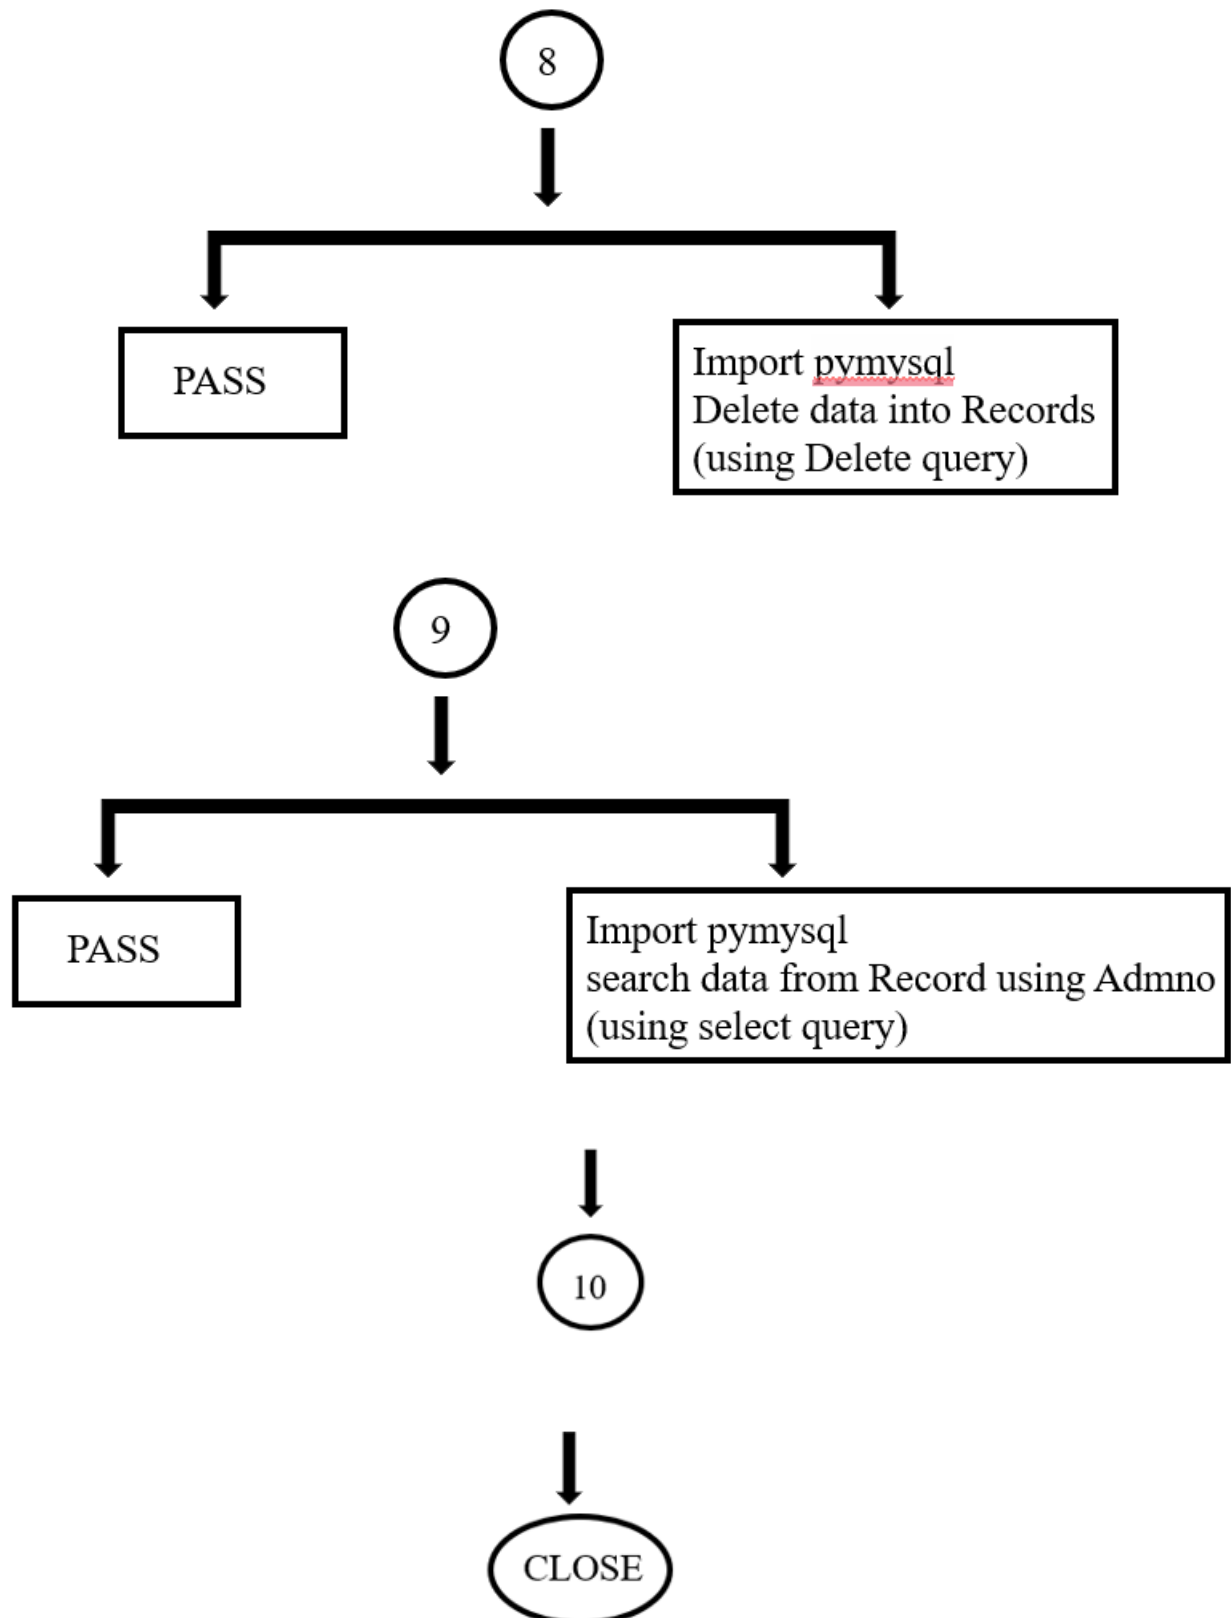 8
PASS
Import pymysql
Delete data into Records
(using Delete query)
9
PASS
Import pymysql
search data from Record using Admno
(using select query)
10
CLOSE